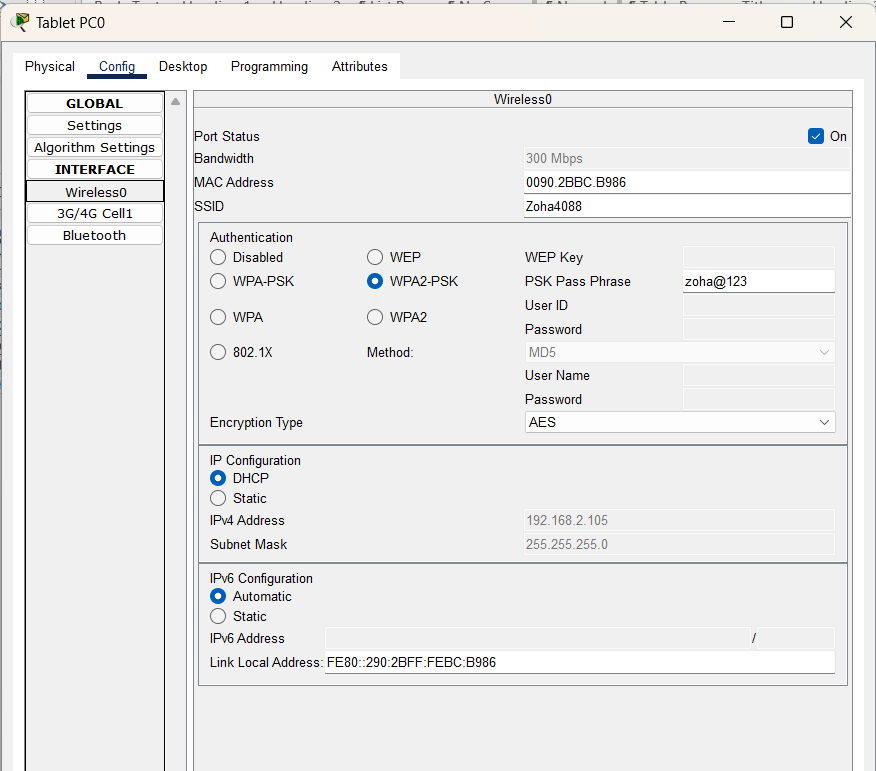 Tablet PC0
Physical Config Desktop Programming Attributes
GLOBAL
Settings
Algorithm Settings
INTERFACE
Wireless0
3G/4G Cell1
Bluetooth
Wireless0
Port Status On
Bandwidth 300 Mbps
MAC Address 0090.2BBC.B986
SSID Zoha4088
Authentication
Disabled WEP WEP Key
WPA-PSK WPA2-PSK PSK Pass Phrase zoha@123
User ID
WPA WPA2
Password
802.1X Method: MD5
User Name
Password
Encryption Type AES
IP Configuration
DHCP
Static
IPv4 Address 192.168.2.105
Subnet Mask 255.255.255.0
IPv6 Configuration
Automatic
Static
IPv6 Address /
Link Local Address: FE80::290:2BFF:FEBC:B986